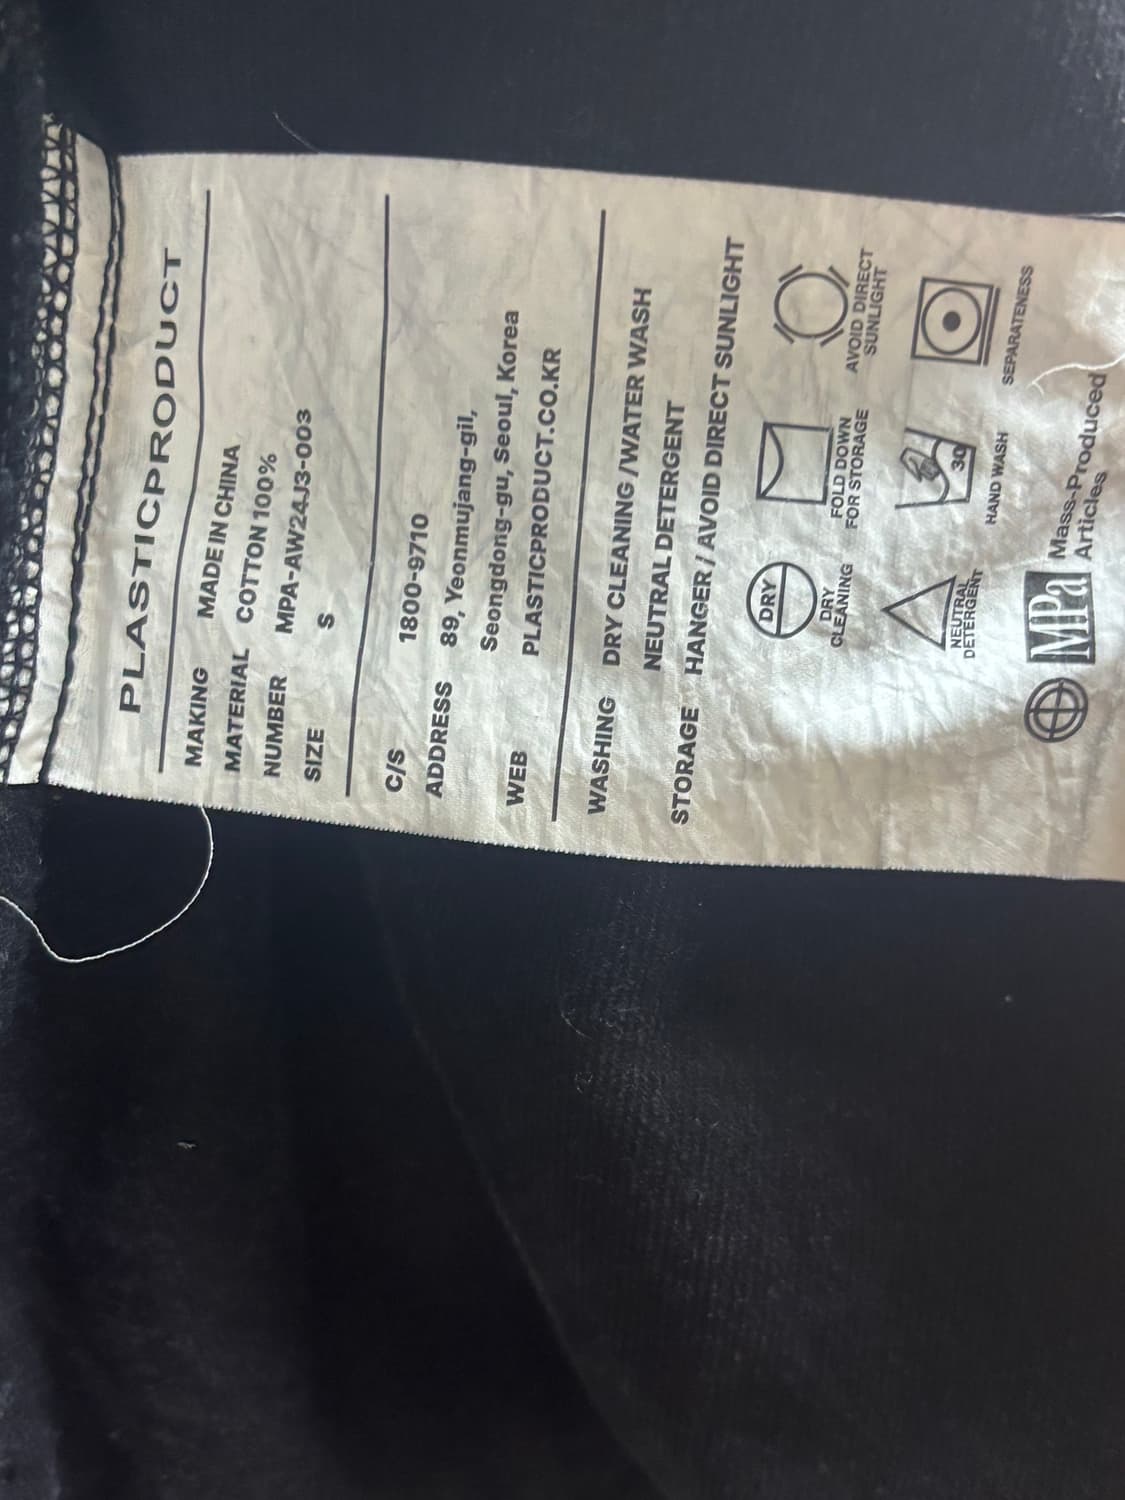 PLASTICPRODUCT
MAKING MADE IN CHINA
MATERIAL COTTON 100%
NUMBER MPA-AW24J3-003
SIZE S
C/S 1800-9710
ADDRESS 89, Yeonmujang-gil,
Seongdong-gu, Seoul, Korea
WEB PLASTICPRODUCT.CO.KR
WASHING DRY CLEANING / WATER WASH
NEUTRAL DETERGENT
STORAGE HANGER / AVOID DIRECT SUNLIGHT
DRY
DRY
CLEANING
FOLD DOWN
FOR STORAGE
AVOID DIRECT
SUNLIGHT
NEUTRAL
DETERGENT
30
HAND WASH
SEPARATENESS
MPa Mass-Produced
Articles